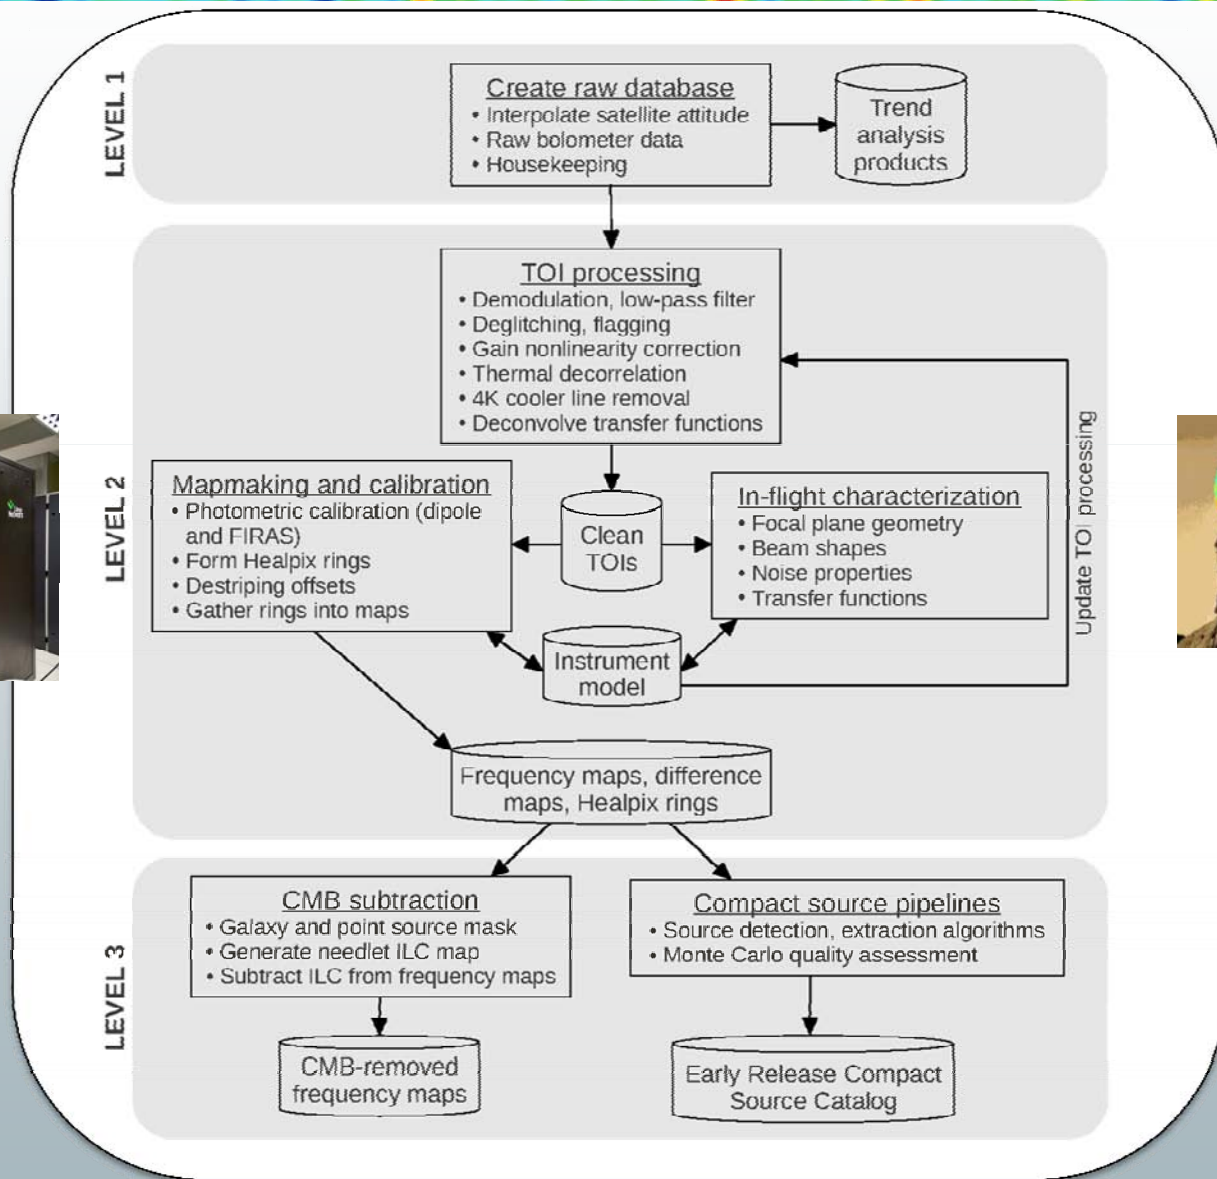 LEVEL 1
Create raw database
• Interpolate satellite attitude
• Raw bolometer data
• Housekeeping
Trend
analysis
products
LEVEL 2
TOI processing
• Demodulation, low-pass filter
• Deglitching, flagging
• Gain nonlinearity correction
• Thermal decorrelation
• 4K cooler line removal
• Deconvolve transfer functions
Mapmaking and calibration
• Photometric calibration (dipole
and FIRAS)
• Form Healpix rings
• Destriping offsets
• Gather rings into maps
Clean
TOIs
In-flight characterization
• Focal plane geometry
• Beam shapes
• Noise properties
• Transfer functions
Update TOI processing
Instrument
model
Frequency maps, difference
maps, Healpix rings
LEVEL 3
CMB subtraction
• Galaxy and point source mask
• Generate needlet ILC map
• Subtract ILC from frequency maps
Compact source pipelines
• Source detection, extraction algorithms
• Monte Carlo quality assessment
CMB-removed
frequency maps
Early Release Compact
Source Catalog